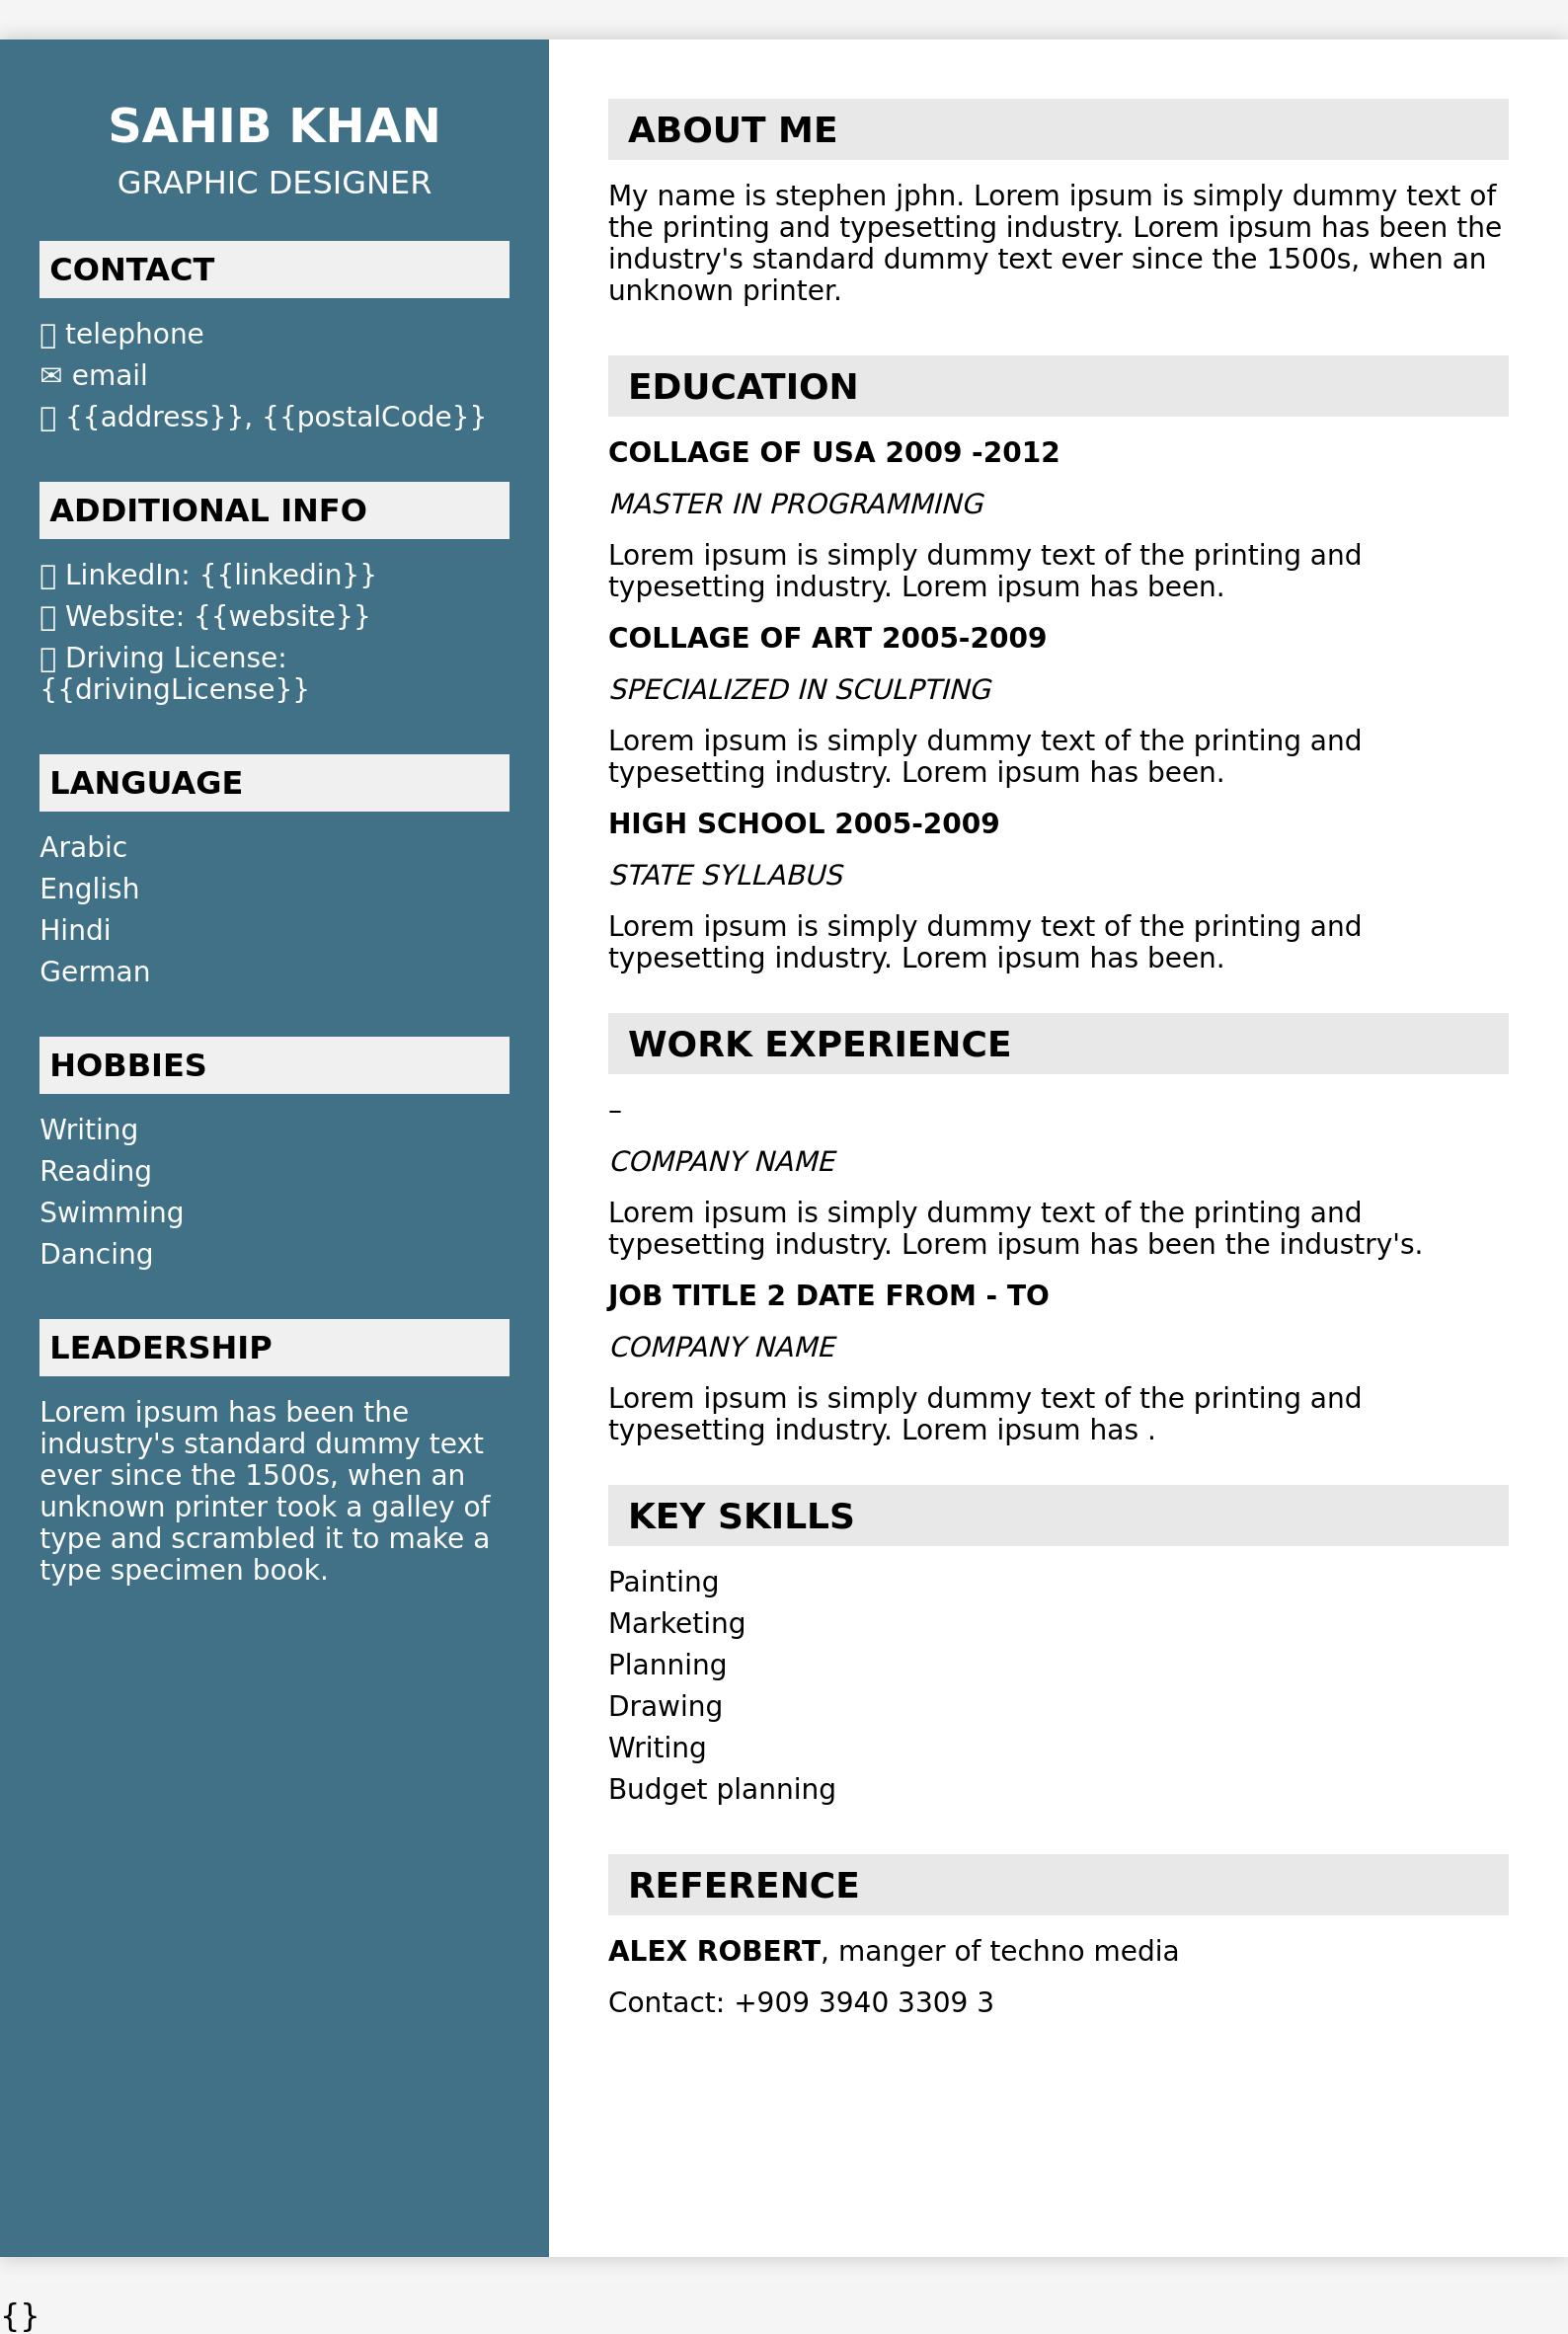 SAHIB KHAN
GRAPHIC DESIGNER
CONTACT
telephone
✉ email
{{address}}, {{postalCode}}
ADDITIONAL INFO
LinkedIn: {{linkedin}}
Website: {{website}}
Driving License:
{{drivingLicense}}
LANGUAGE
Arabic
English
Hindi
German
HOBBIES
Writing
Reading
Swimming
Dancing
LEADERSHIP
Lorem ipsum has been the
industry's standard dummy text
ever since the 1500s, when an
unknown printer took a galley of
type and scrambled it to make a
type specimen book.
ABOUT ME
My name is stephen jphn. Lorem ipsum is simply dummy text of
the printing and typesetting industry. Lorem ipsum has been the
industry's standard dummy text ever since the 1500s, when an
unknown printer.
EDUCATION
COLLAGE OF USA 2009 -2012
MASTER IN PROGRAMMING
Lorem ipsum is simply dummy text of the printing and
typesetting industry. Lorem ipsum has been.
COLLAGE OF ART 2005-2009
SPECIALIZED IN SCULPTING
Lorem ipsum is simply dummy text of the printing and
typesetting industry. Lorem ipsum has been.
HIGH SCHOOL 2005-2009
STATE SYLLABUS
Lorem ipsum is simply dummy text of the printing and
typesetting industry. Lorem ipsum has been.
WORK EXPERIENCE
–
COMPANY NAME
Lorem ipsum is simply dummy text of the printing and
typesetting industry. Lorem ipsum has been the industry's.
JOB TITLE 2 DATE FROM - TO
COMPANY NAME
Lorem ipsum is simply dummy text of the printing and
typesetting industry. Lorem ipsum has .
KEY SKILLS
Painting
Marketing
Planning
Drawing
Writing
Budget planning
REFERENCE
ALEX ROBERT, manger of techno media
Contact: +909 3940 3309 3
{}